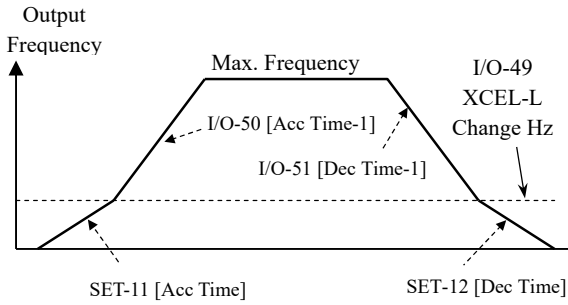 Output
Frequency
Max. Frequency
I/O-49
XCEL-L
Change Hz
I/O-50 [Acc Time-1]
I/O-51 [Dec Time-1]
SET-11 [Acc Time]
SET-12 [Dec Time]